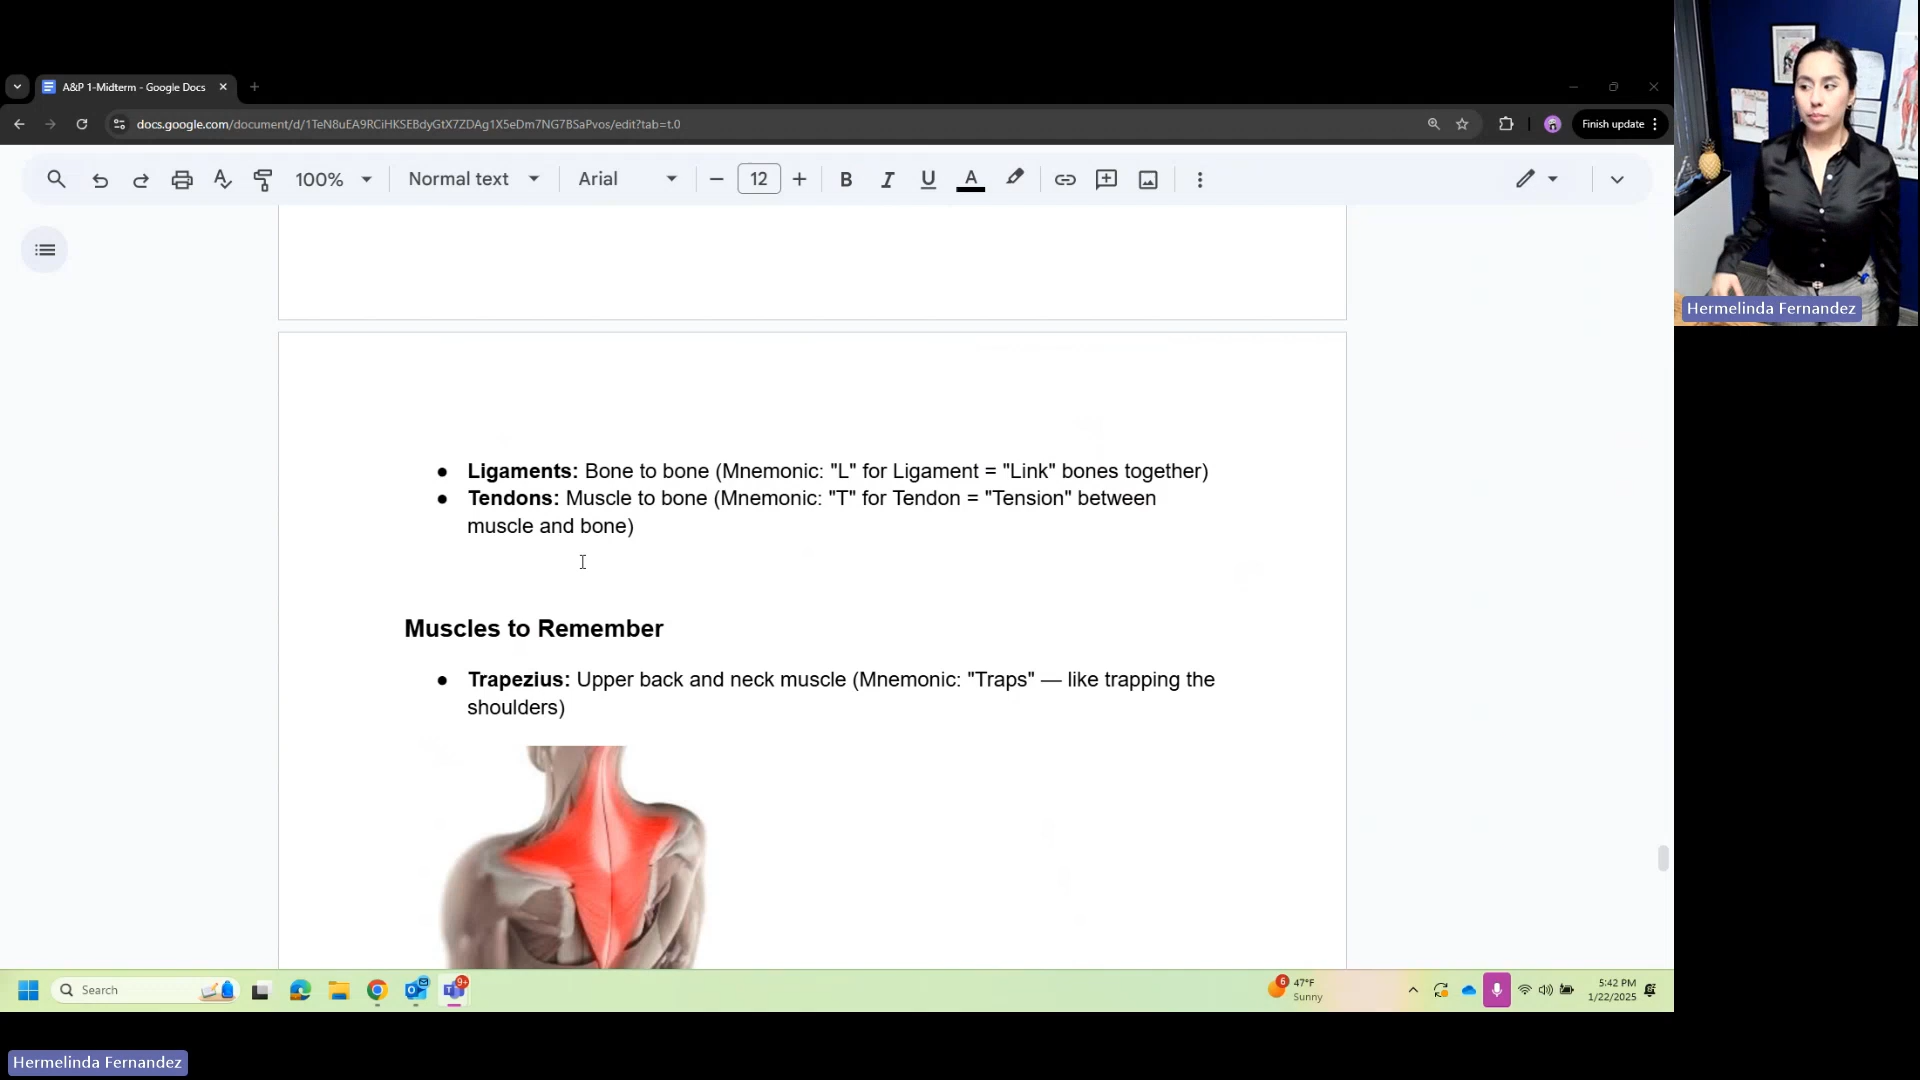 A&P 1-Midterm - Google Docs
docs.google.com/document/d/1TeN8uEA9RCiHKSEBdyGtX7ZDAg1X5eDm7NG7BSaPvos/edit?tab=t.0
Finish update
100%
Normal text
Arial
12
B
I
U
A
Hermelinda Fernandez
● Ligaments: Bone to bone (Mnemonic: "L" for Ligament = "Link" bones together)
● Tendons: Muscle to bone (Mnemonic: "T" for Tendon = "Tension" between
muscle and bone)
Muscles to Remember
● Trapezius: Upper back and neck muscle (Mnemonic: "Traps" — like trapping the
shoulders)
Search
9+
6
47°F
Sunny
5:42 PM
1/22/2025
Hermelinda Fernandez